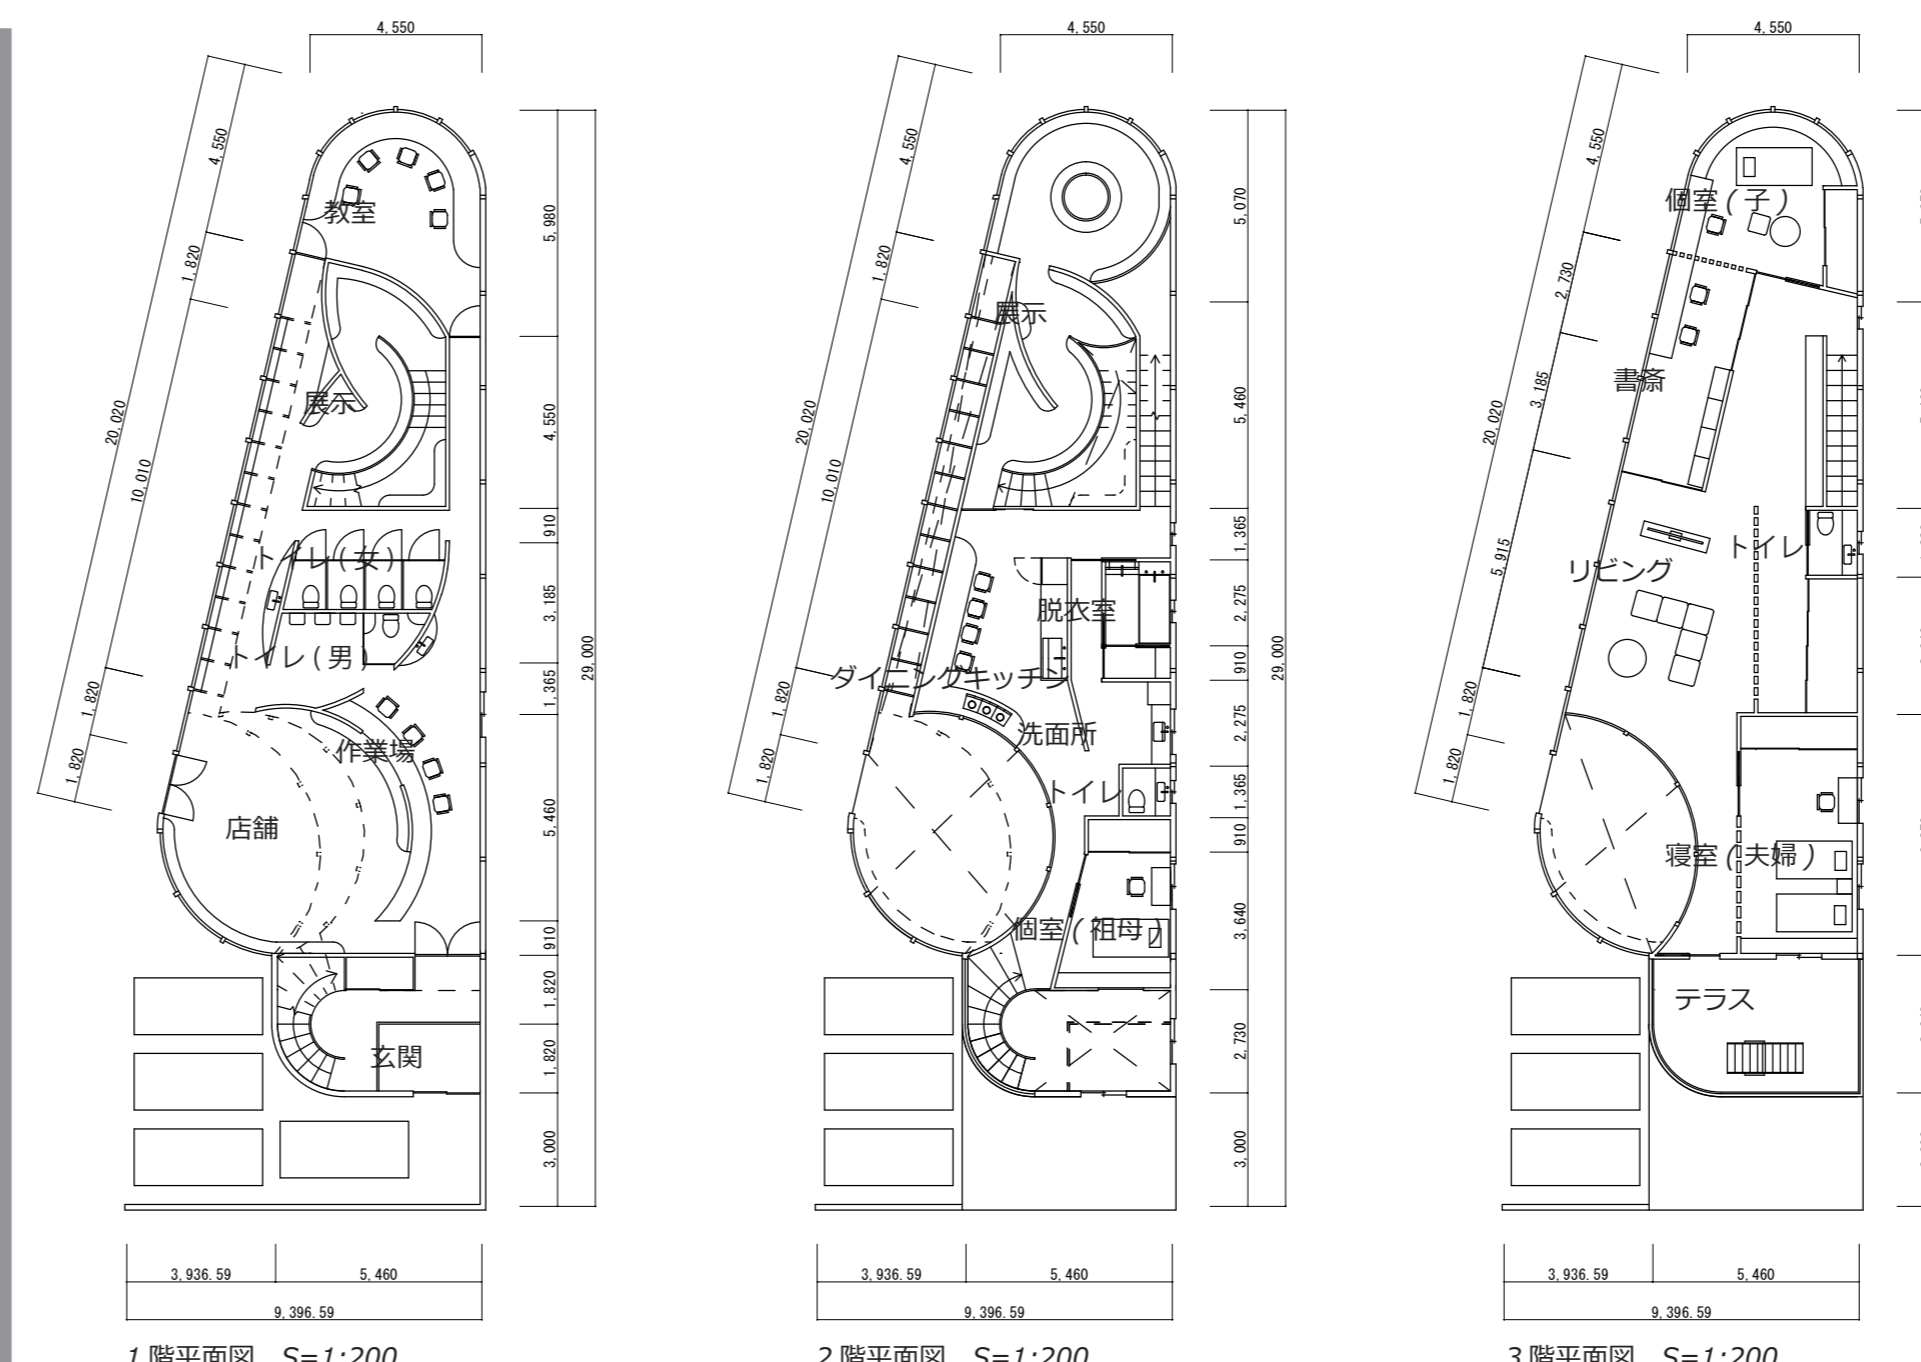 4,550
4,550
1,820
10,010
1,820
1,820
20,020
5,980
4,550
910
3,185
1,365
5,460
910
1,820
1,820
3,000
29,000
教室
展示
トイレ(女)
トイレ(男)
作業場
店舗
玄関
3,936.59
5,460
9,396.59
1階平面図 S=1:200
4,550
4,550
1,820
10,010
1,820
1,820
20,020
5,070
5,460
1,365
2,275
910
2,275
1,365
910
3,640
2,730
3,000
29,000
展示
脱衣室
ダイニングキッチン
洗面所
トイレ
個室(祖母)
3,936.59
5,460
9,396.59
2階平面図 S=1:200
4,550
4,550
2,730
3,185
5,915
1,820
1,820
20,020
個室(子)
書斎
トイレ
リビング
寝室(夫婦)
テラス
3,936.59
5,460
9,396.59
3階平面図 S=1:200